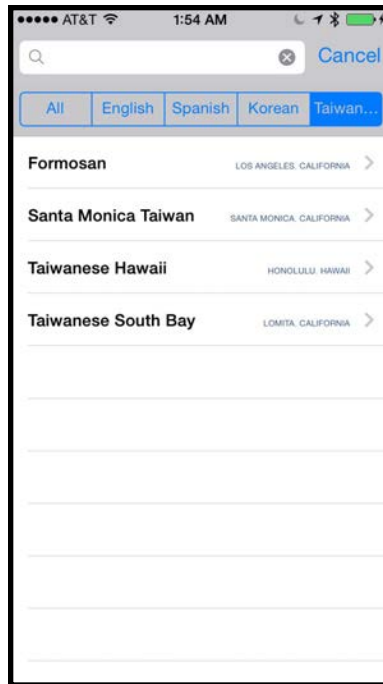 AT&T 1:54 AM
Cancel
All English Spanish Korean Taiwan...
Formosan LOS ANGELES, CALIFORNIA
Santa Monica Taiwan SANTA MONICA, CALIFORNIA
Taiwanese Hawaii HONOLULU, HAWAII
Taiwanese South Bay LOMITA, CALIFORNIA